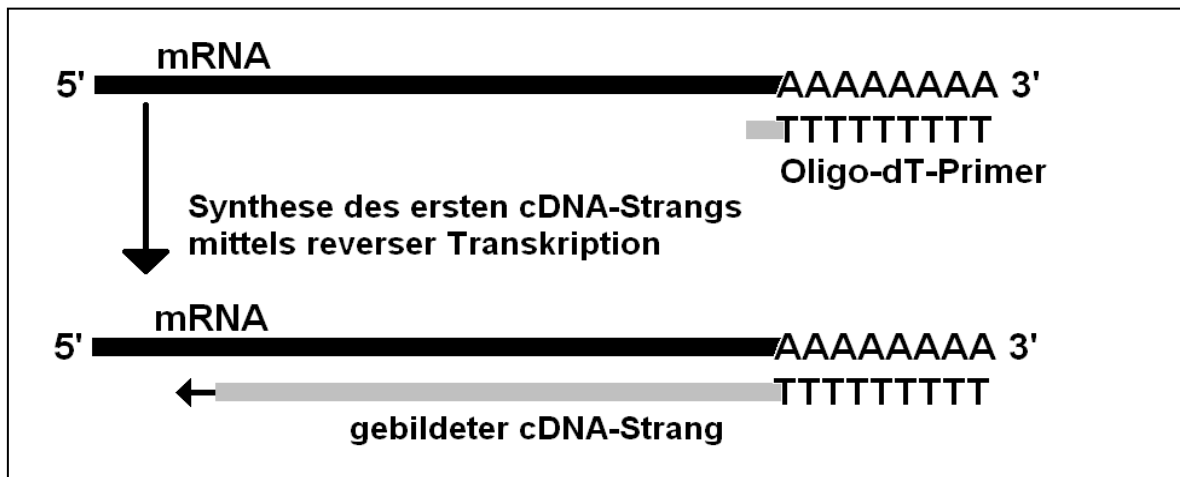 mRNA
5' AAAAAAAA 3'
TTTTTTTTT
Oligo-dT-Primer
Synthese des ersten cDNA-Strangs
mittels reverser Transkription
mRNA
5' AAAAAAAA 3'
TTTTTTTTT
gebildeter cDNA-Strang